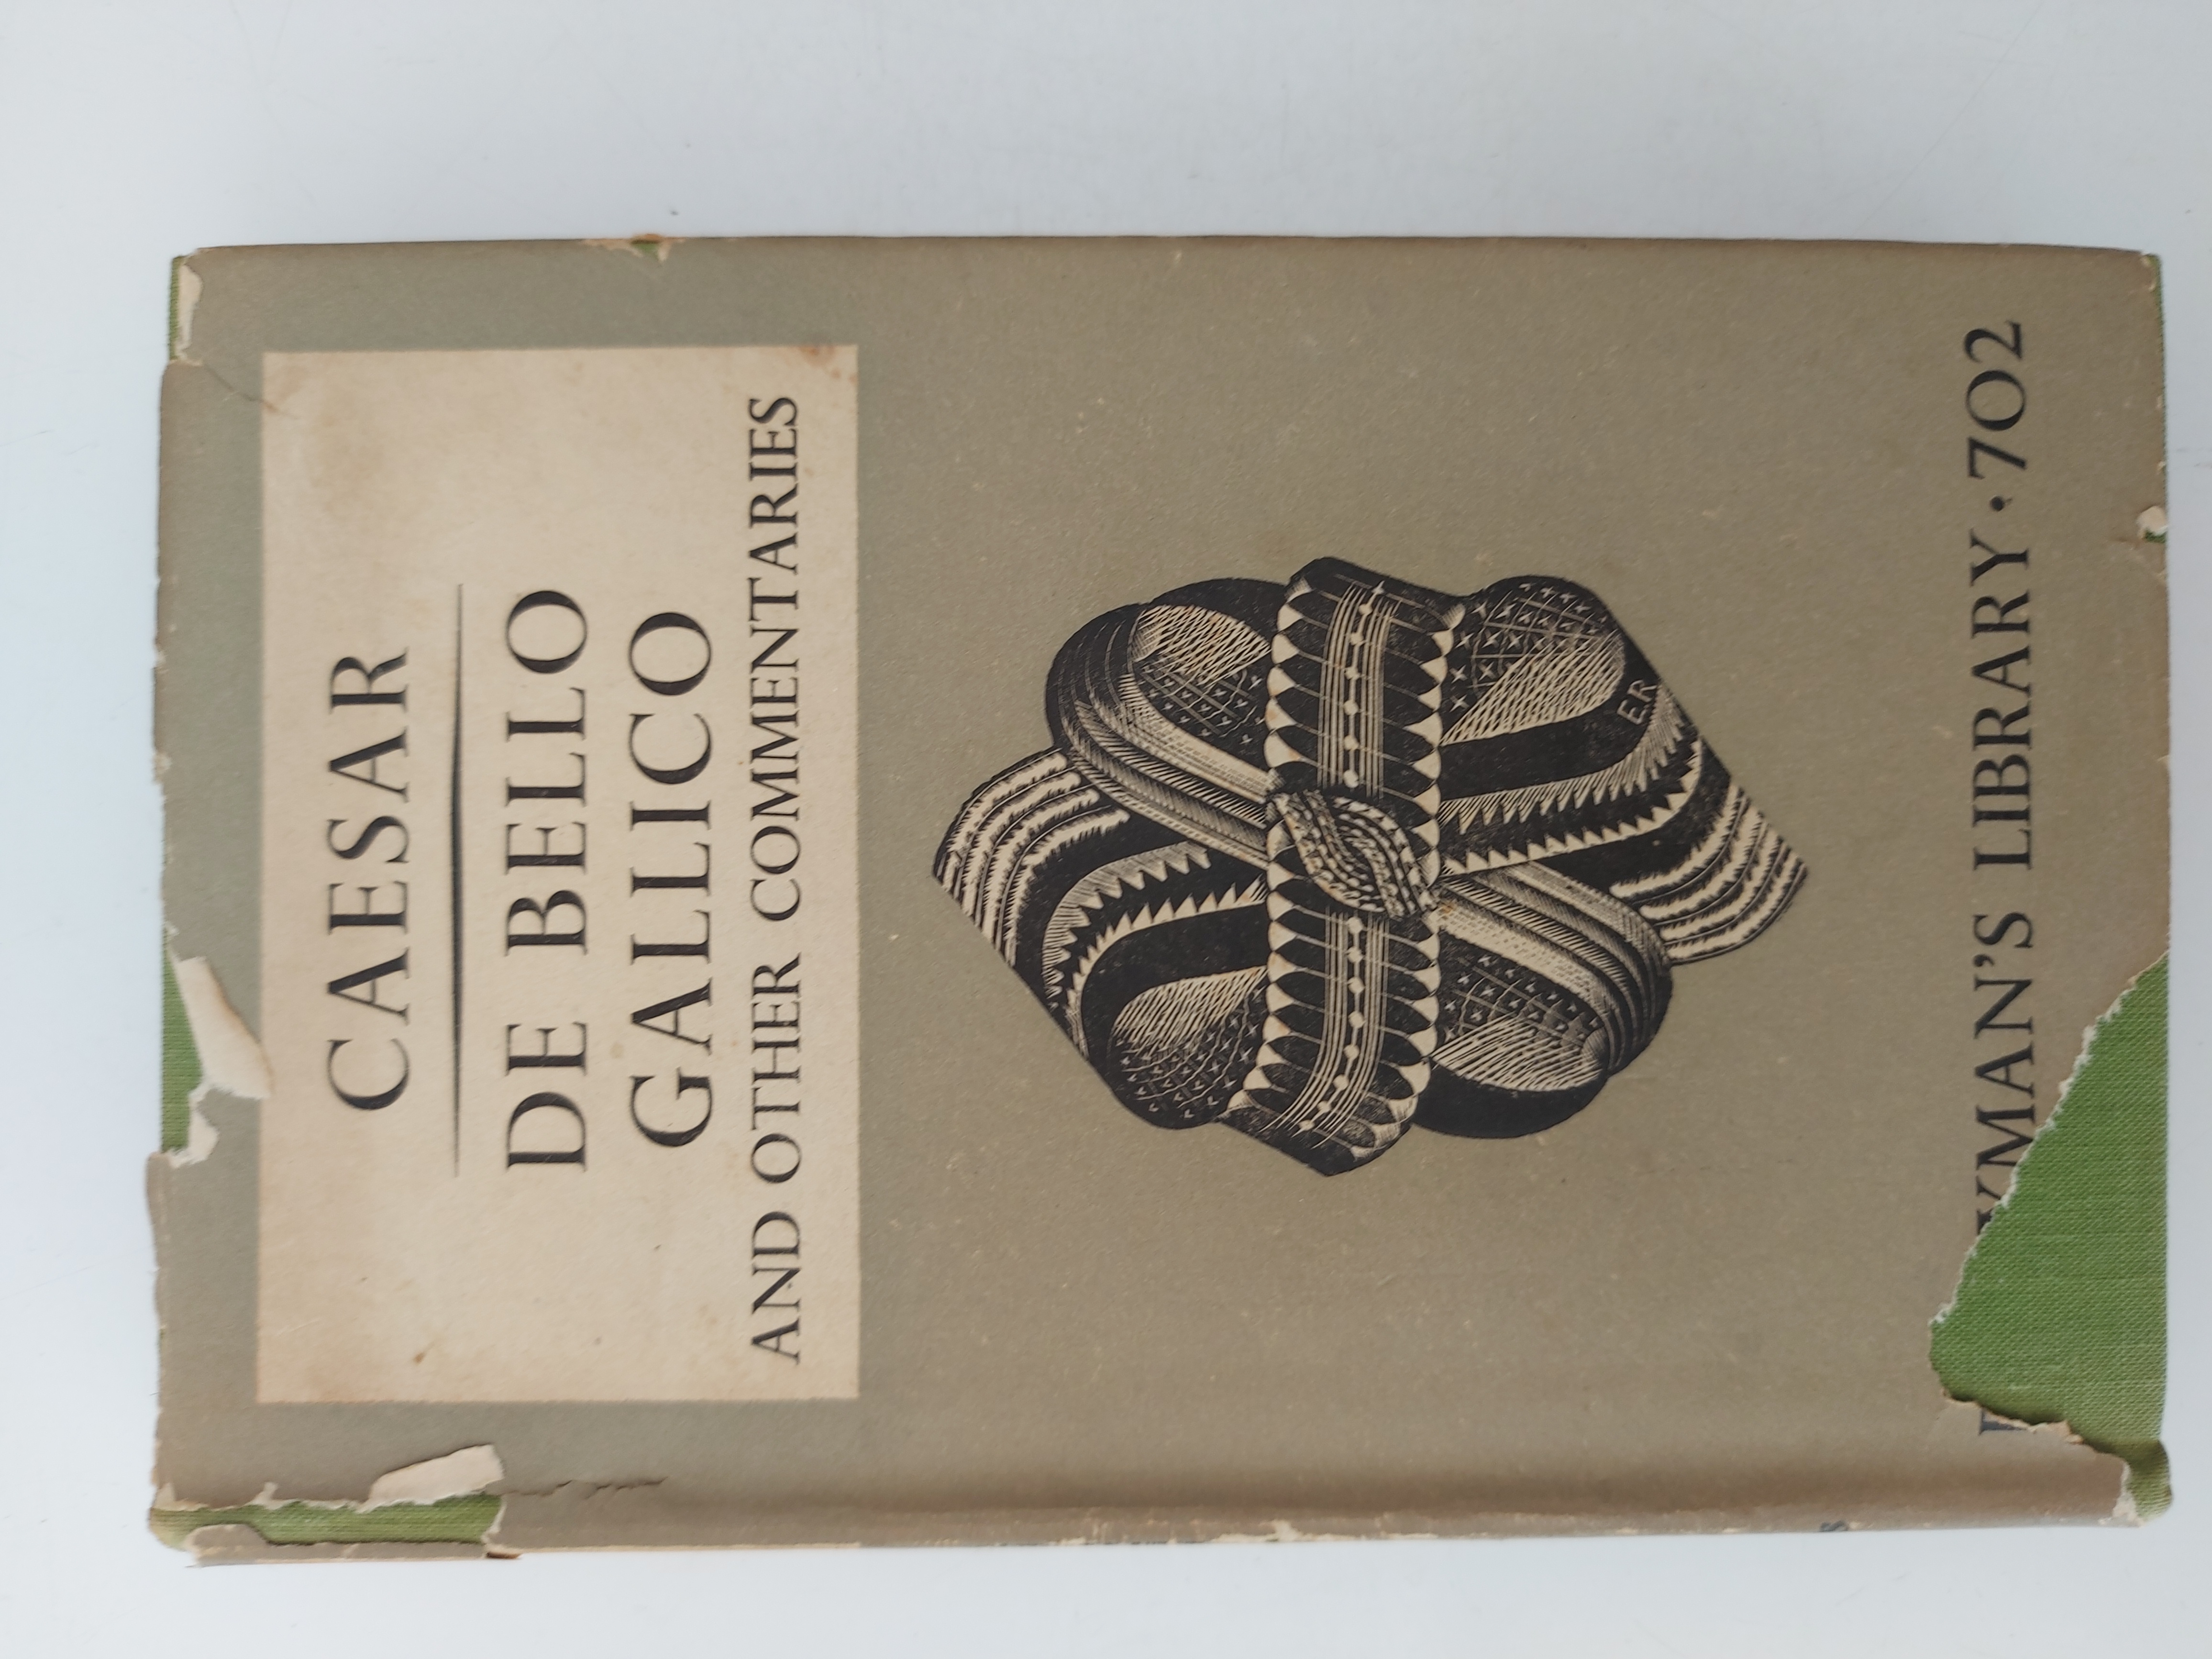 CAESAR
DE BELLO
GALLICO
AND OTHER COMMENTARIES
ER
YMAN'S LIBRARY · 702